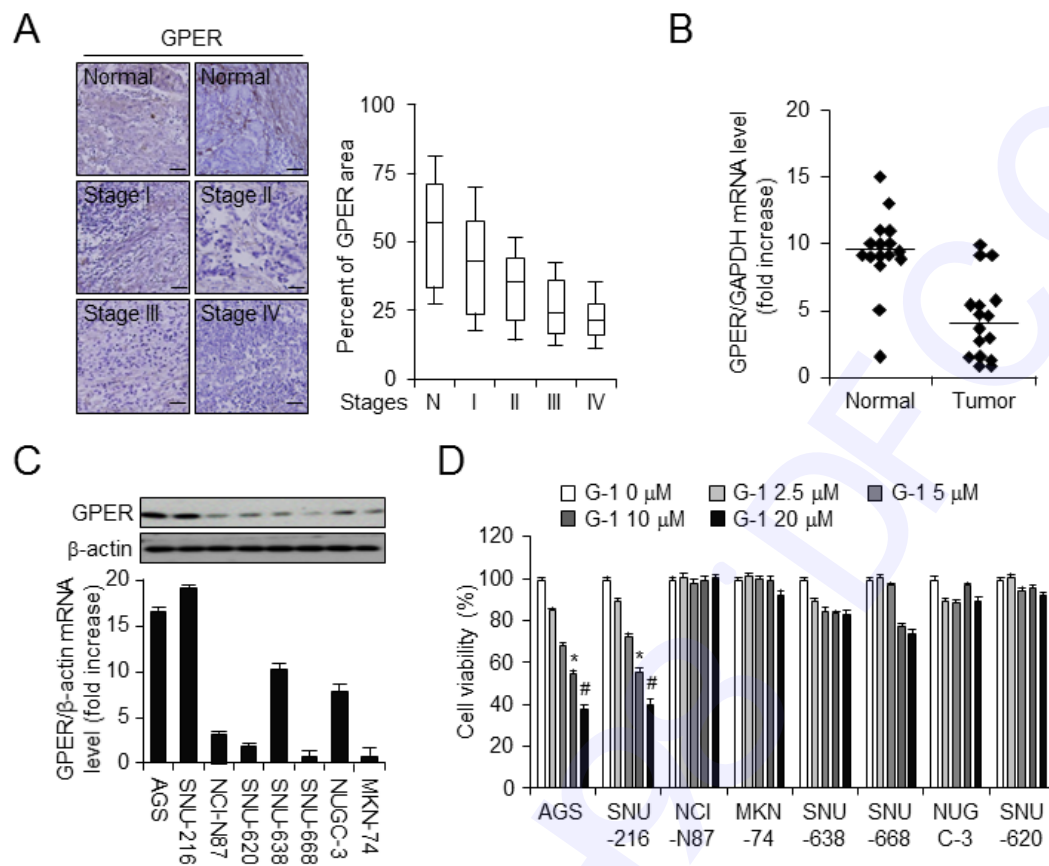 A
GPER
Normal
Normal
Stage I
Stage II
Stage III
Stage IV
Percent of GPER area
100
75
50
25
0
Stages N I II III IV
B
GPER/GAPDH mRNA level
(fold increase)
20
15
10
5
0
Normal Tumor
C
GPER
β-actin
GPER/β-actin mRNA
level (fold increase)
20
15
10
5
0
AGS
SNU-216
NCI-N87
SNU-620
SNU-638
SNU-668
NUGC-3
MKN-74
D
G-1 0 μM G-1 2.5 μM G-1 5 μM
G-1 10 μM G-1 20 μM
Cell viability (%)
120
100
80
60
40
20
0
* #
* #
AGS SNU NCI MKN SNU SNU NUG SNU
-216 -N87 -74 -638 -668 C-3 -620